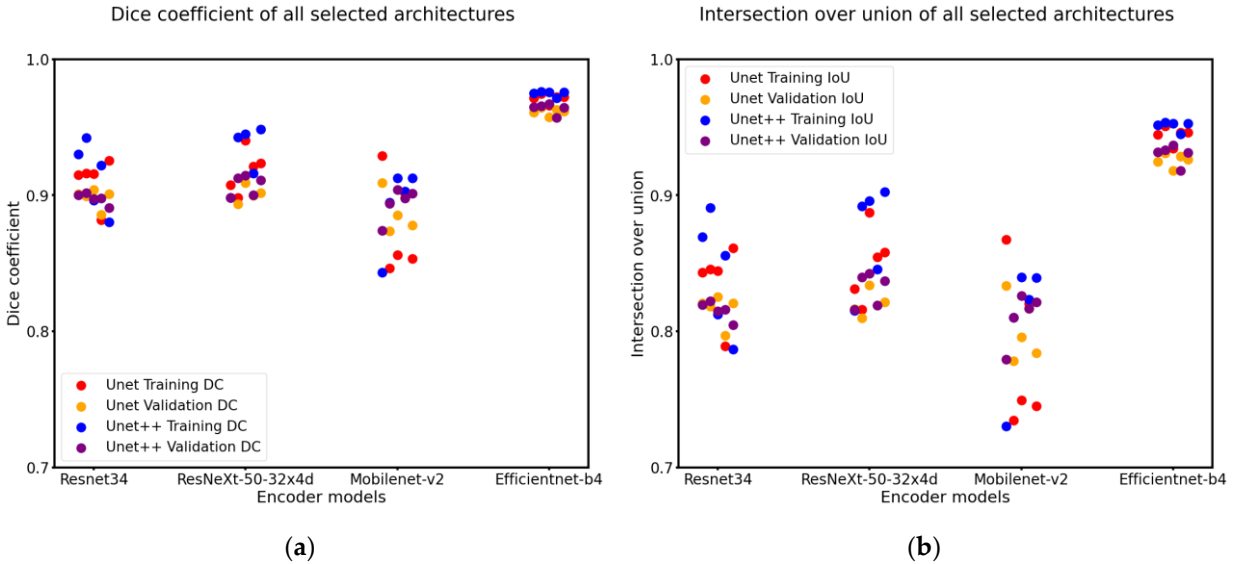 Dice coefficient of all selected architectures
1.0
0.9
0.8
0.7
Dice coefficient
Unet Training DC
Unet Validation DC
Unet++ Training DC
Unet++ Validation DC
Resnet34
ResNeXt-50-32x4d
Mobilenet-v2
Efficientnet-b4
Encoder models
(a)
Intersection over union of all selected architectures
1.0
0.9
0.8
0.7
Intersection over union
Unet Training IoU
Unet Validation IoU
Unet++ Training IoU
Unet++ Validation IoU
Resnet34
ResNeXt-50-32x4d
Mobilenet-v2
Efficientnet-b4
Encoder models
(b)